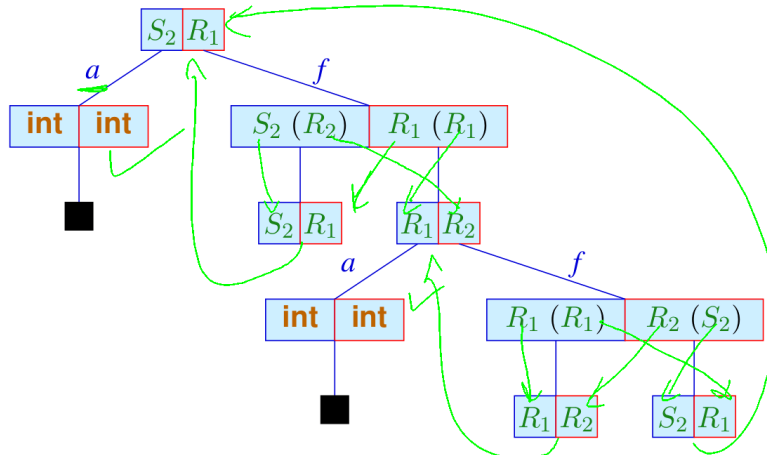 S₂ R₁
a f
int int S₂ (R₂) R₁ (R₁)
S₂ R₁ R₁ R₂
a f
int int R₁ (R₁) R₂ (S₂)
R₁ R₂ S₂ R₁